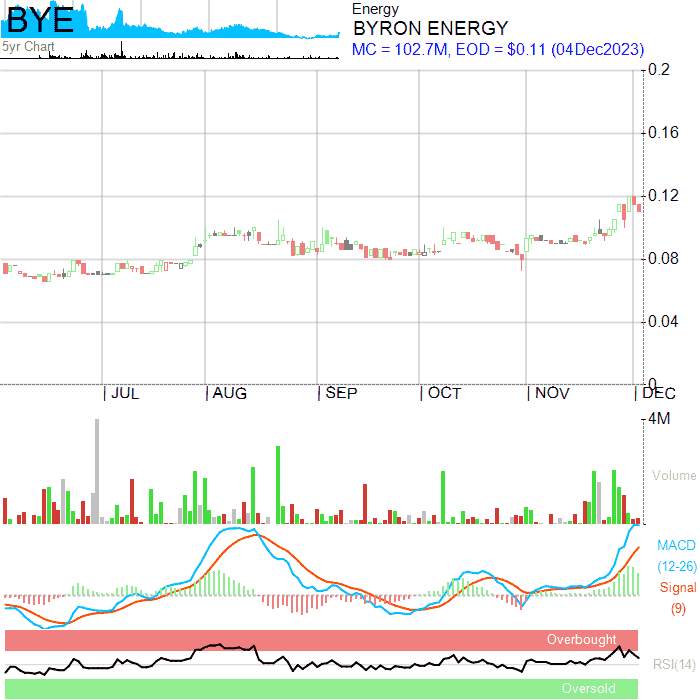 BYE
5yr Chart
Energy
BYRON ENERGY
MC = 102.7M, EOD = $0.11 (04Dec2023)
0.2
0.16
0.12
0.08
0.04
0
JUL AUG SEP OCT NOV DEC
4M
Volume
MACD
(12-26)
Signal
(9)
Overbought
RSI(14)
Oversold